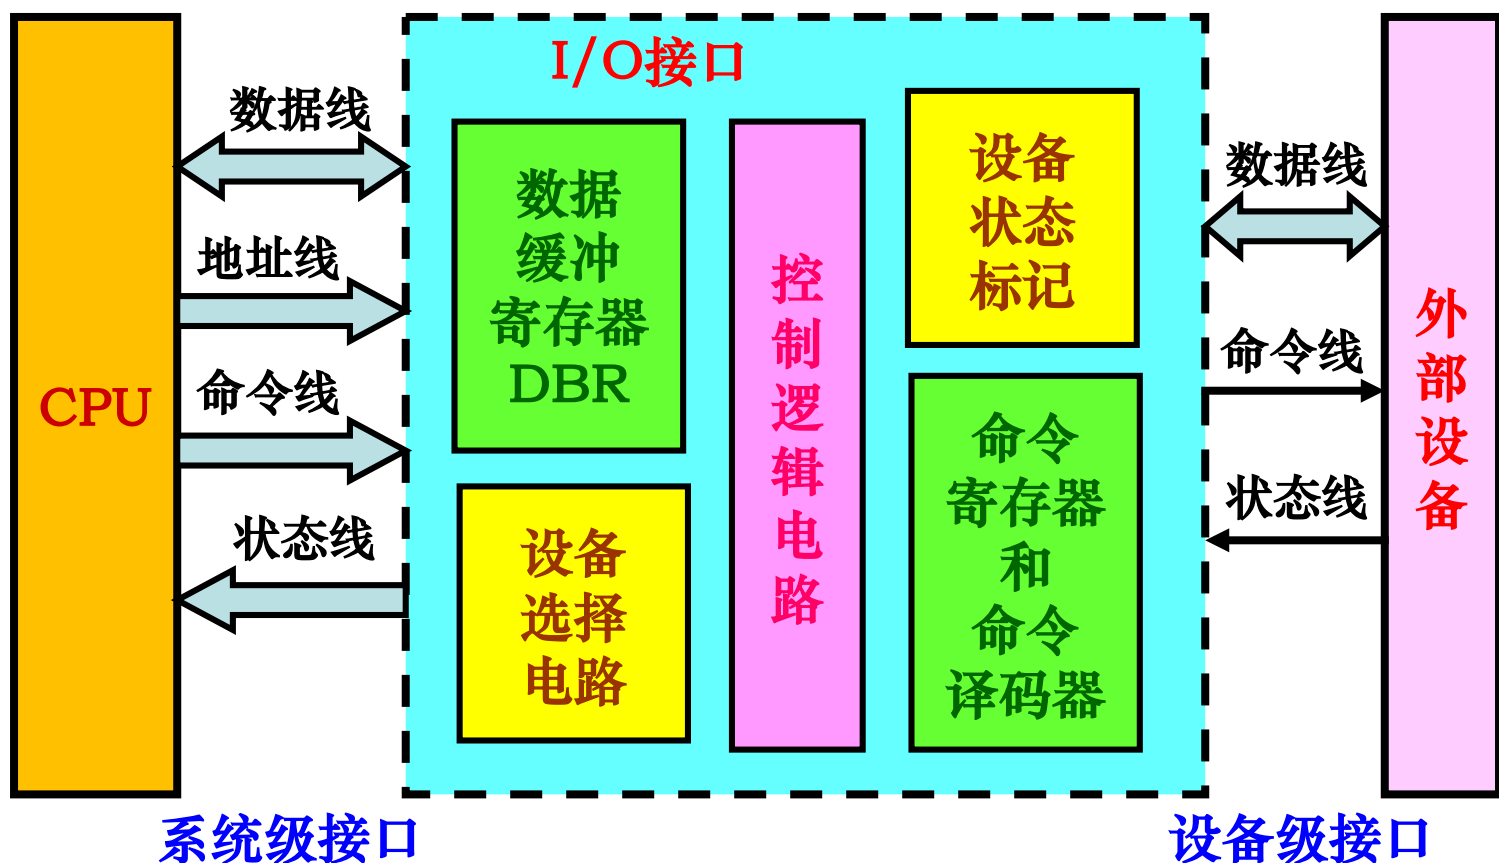 CPU
数据线
地址线
命令线
状态线
I/O接口
数据
缓冲
寄存器
DBR
设备
选择
电路
控
制
逻
辑
电
路
设备
状态
标记
命令
寄存器
和
命令
译码器
数据线
命令线
状态线
外
部
设
备
系统级接口
设备级接口